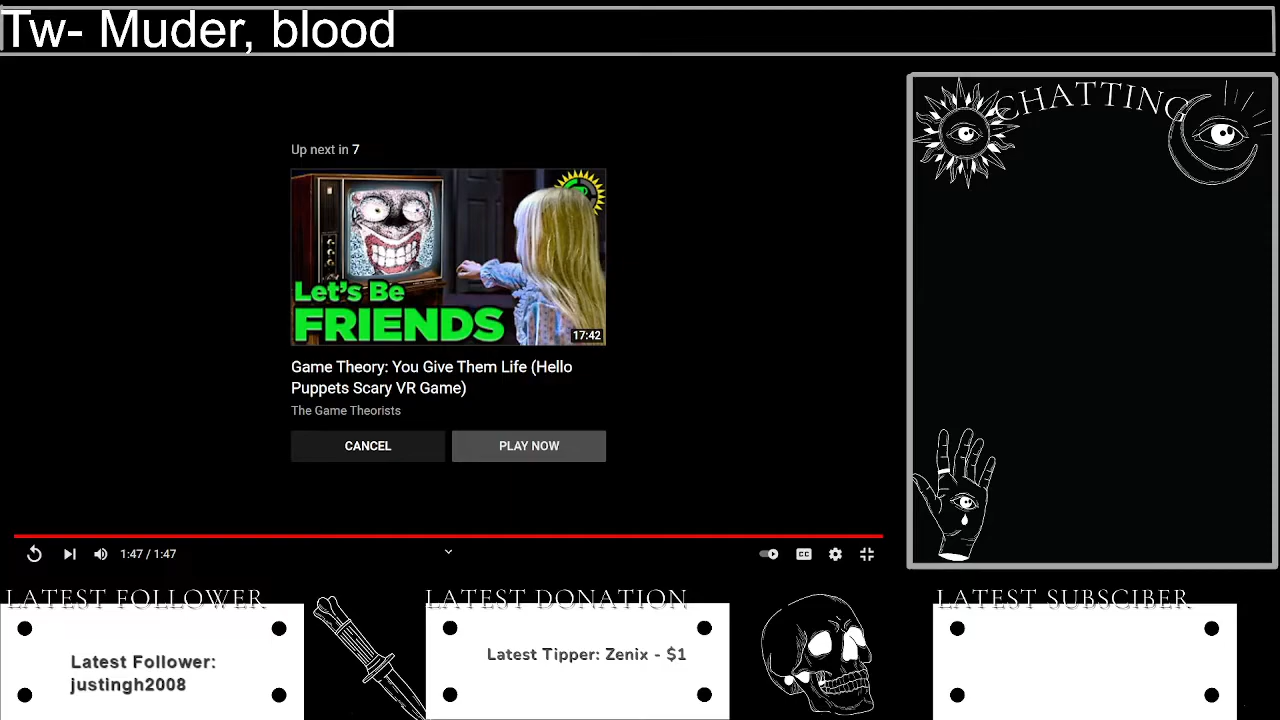 Tw- Muder, blood
CHATTING
Up next in 7
Let's Be
FRIENDS
17:42
Game Theory: You Give Them Life (Hello
Puppets Scary VR Game)
The Game Theorists
CANCEL
PLAY NOW
1:47 / 1:47
CC
LATEST FOLLOWER
LATEST DONATION
LATEST SUBSCIBER
Latest Follower:
justingh2008
Latest Tipper: Zenix - $1